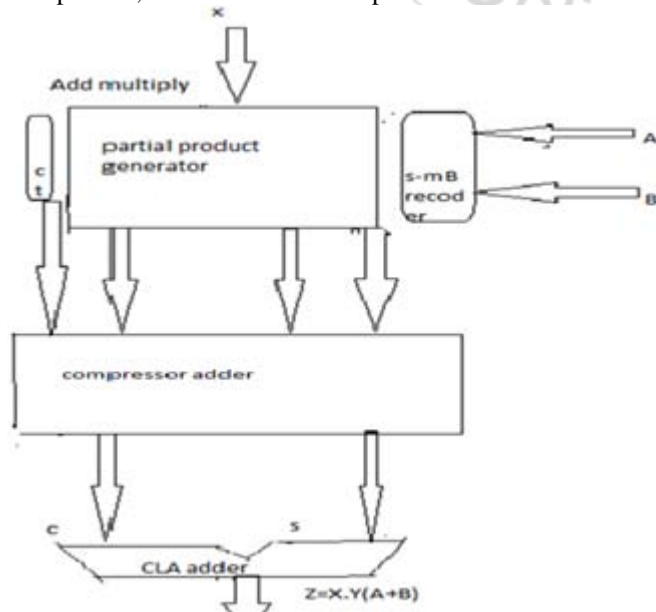 x
Add multiply
partial product
generator
c
t
s-mB
recod
er
A
B
n
compressor adder
C
S
CLA adder
Z=X.Y(A+B)